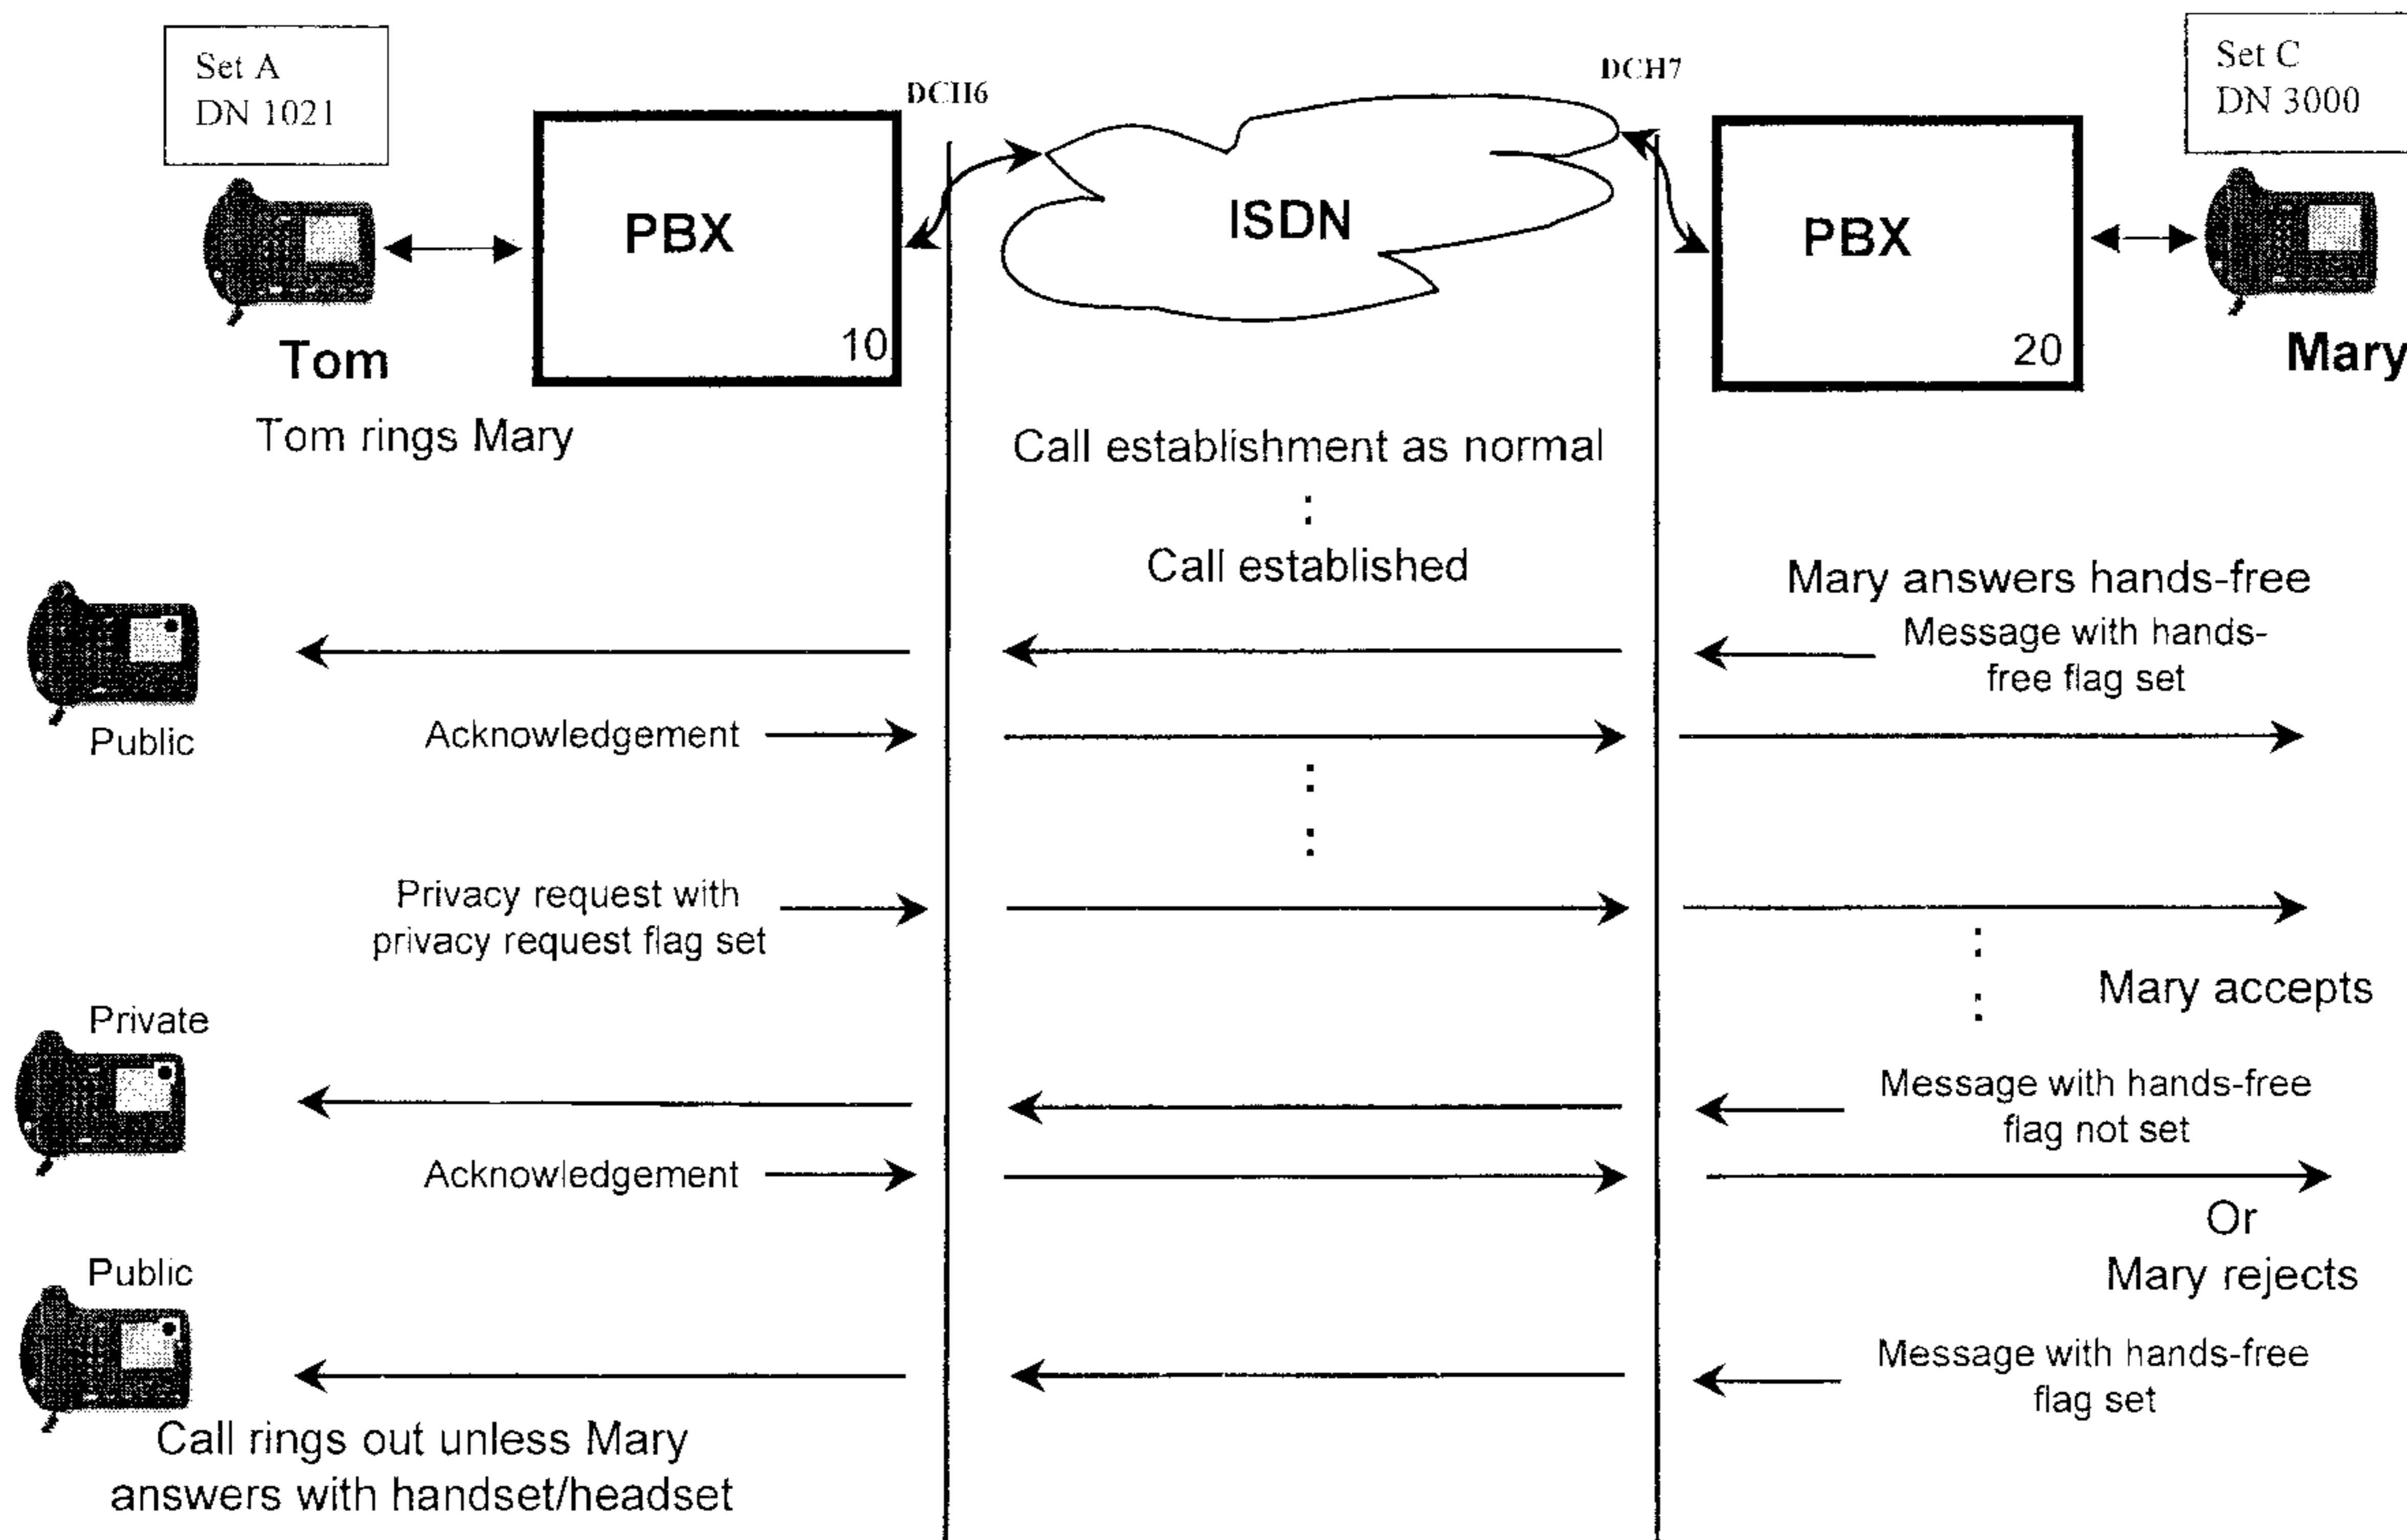 Set A
DN 1021
DCH6
DCH7
Set C
DN 3000
PBX
ISDN
PBX
10
20
Tom
Mary
Tom rings Mary
Call establishment as normal
Call established
Mary answers hands-free
Message with hands-
free flag set
Public
Acknowledgement
Privacy request with
privacy request flag set
Mary accepts
Private
Message with hands-free
flag not set
Acknowledgement
Or
Mary rejects
Public
Message with hands-free
flag set
Call rings out unless Mary
answers with handset/headset